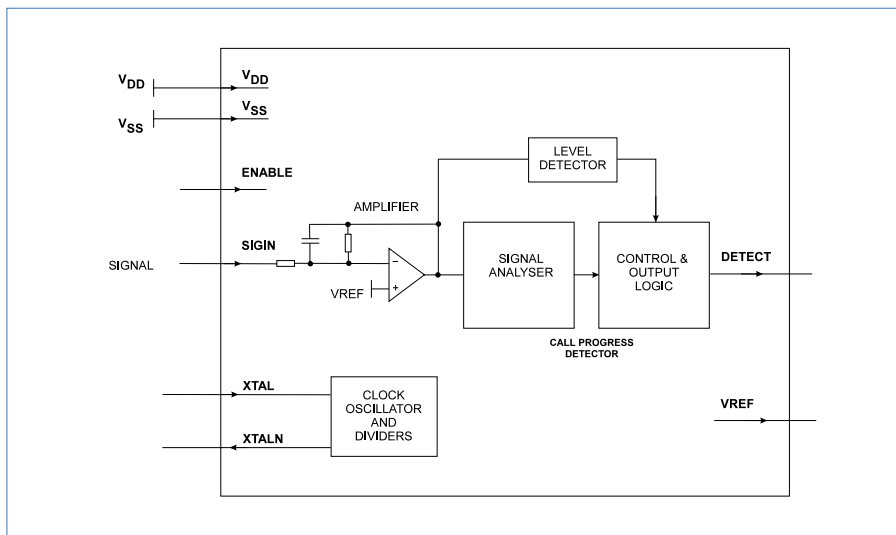 VDD
VDD
VSS
VSS
LEVEL
DETECTOR
ENABLE
AMPLIFIER
SIGNAL
SIGIN
−
+
VREF
SIGNAL
ANALYSER
CONTROL &
OUTPUT
LOGIC
DETECT
CALL PROGRESS
DETECTOR
XTAL
XTALN
CLOCK
OSCILLATOR
AND
DIVIDERS
VREF